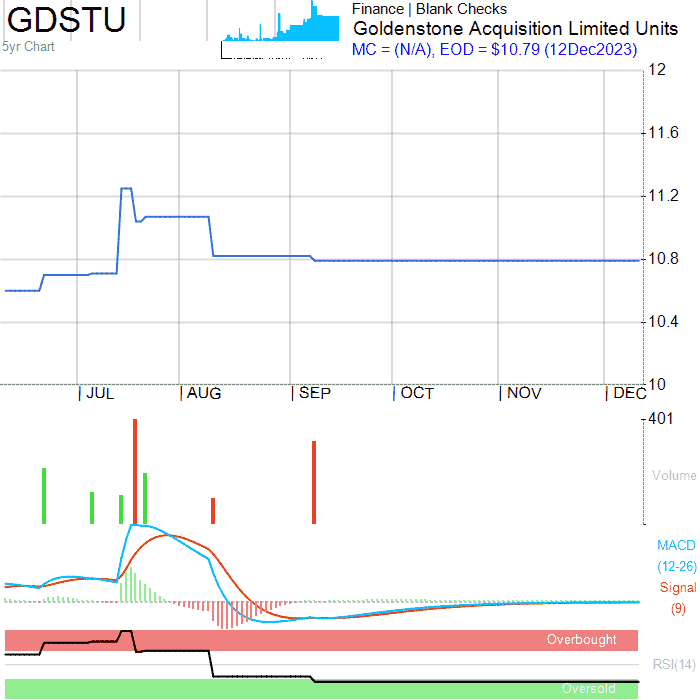 GDSTU
5yr Chart
Finance | Blank Checks
Goldenstone Acquisition Limited Units
MC = (N/A), EOD = $10.79 (12Dec2023)
12
11.6
11.2
10.8
10.4
10
| JUL | AUG | SEP | OCT | NOV | DEC
401
Volume
MACD
(12-26)
Signal
(9)
Overbought
RSI(14)
Oversold